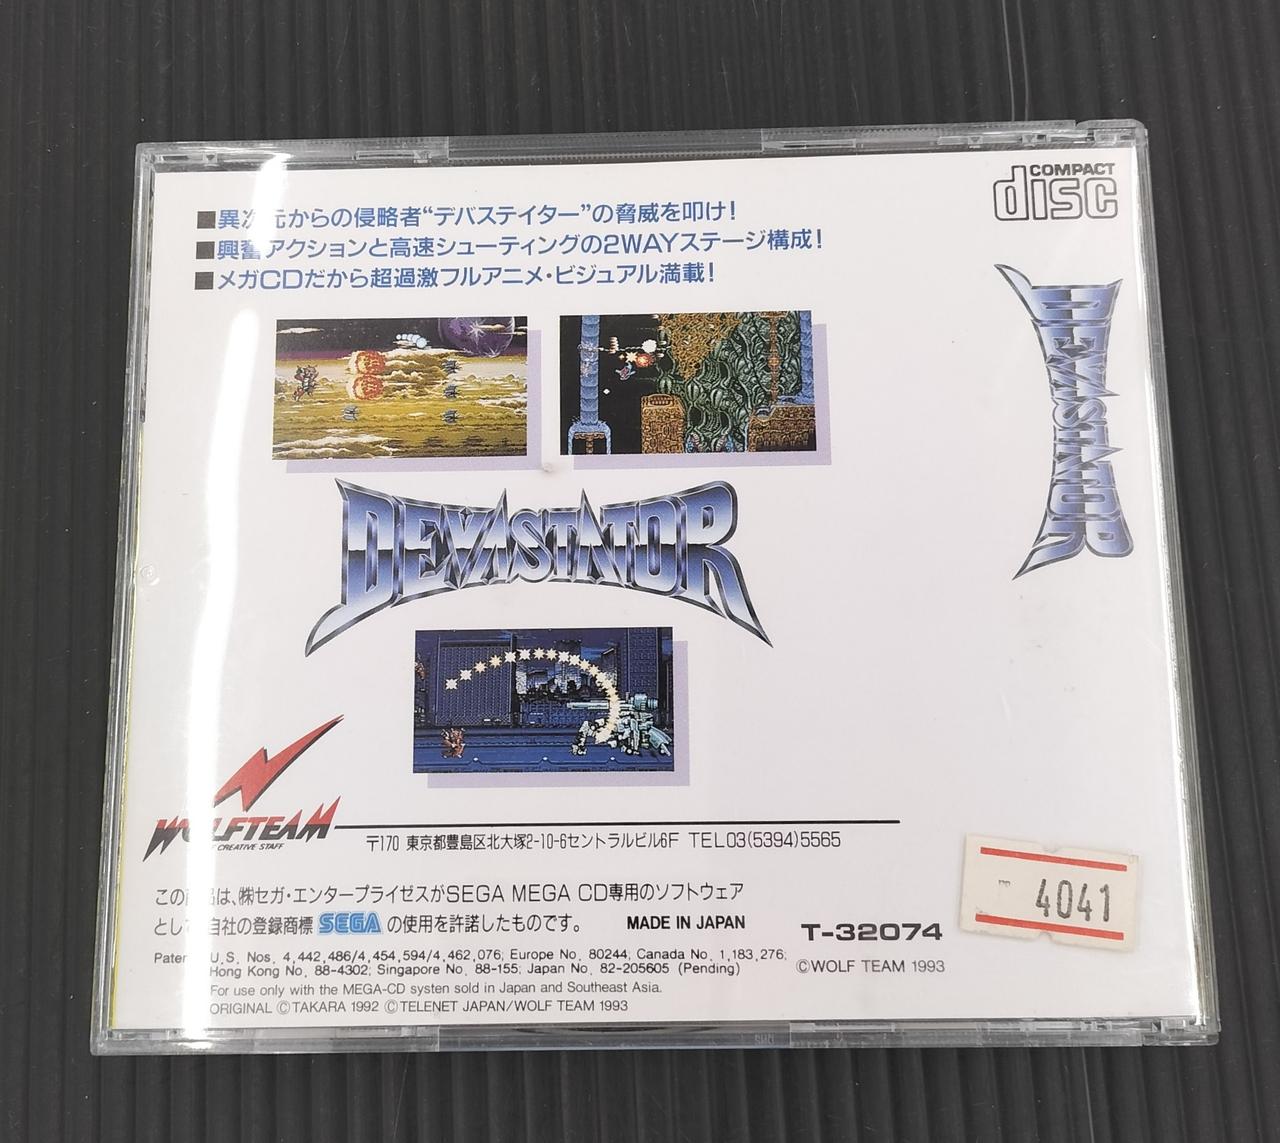 ■異次元からの侵略者“デバステイター”の脅威を叩け!
COMPACT
disc
■興奮アクションと高速シューティングの2WAYステージ構成!
■メガCDだから超過激フルアニメ・ビジュアル満載!
DEVASTATOR
DEVASTATOR
WOLFTEAM
CREATIVE STAFF
〒170 東京都豊島区北大塚2-10-6セントラルビル6F TEL03(5394)5565
この商品は、㈱セガ・エンタープライゼスがSEGA MEGA CD専用のソフトウェア
として自社の登録商標 SEGA の使用を許諾したものです。 MADE IN JAPAN
4041
T-32074
Patent U.S. Nos. 4,442,486/4,454,594/4,462,076; Europe No. 80244, Canada No. 1,183,276;
Hong Kong No. 88-4302; Singapore No. 88-155; Japan No. 82-205605 (Pending)
©WOLF TEAM 1993
For use only with the MEGA-CD systen sold in Japan and Southeast Asia.
ORIGINAL ©TAKARA 1992 ©TELENET JAPAN/WOLF TEAM 1993